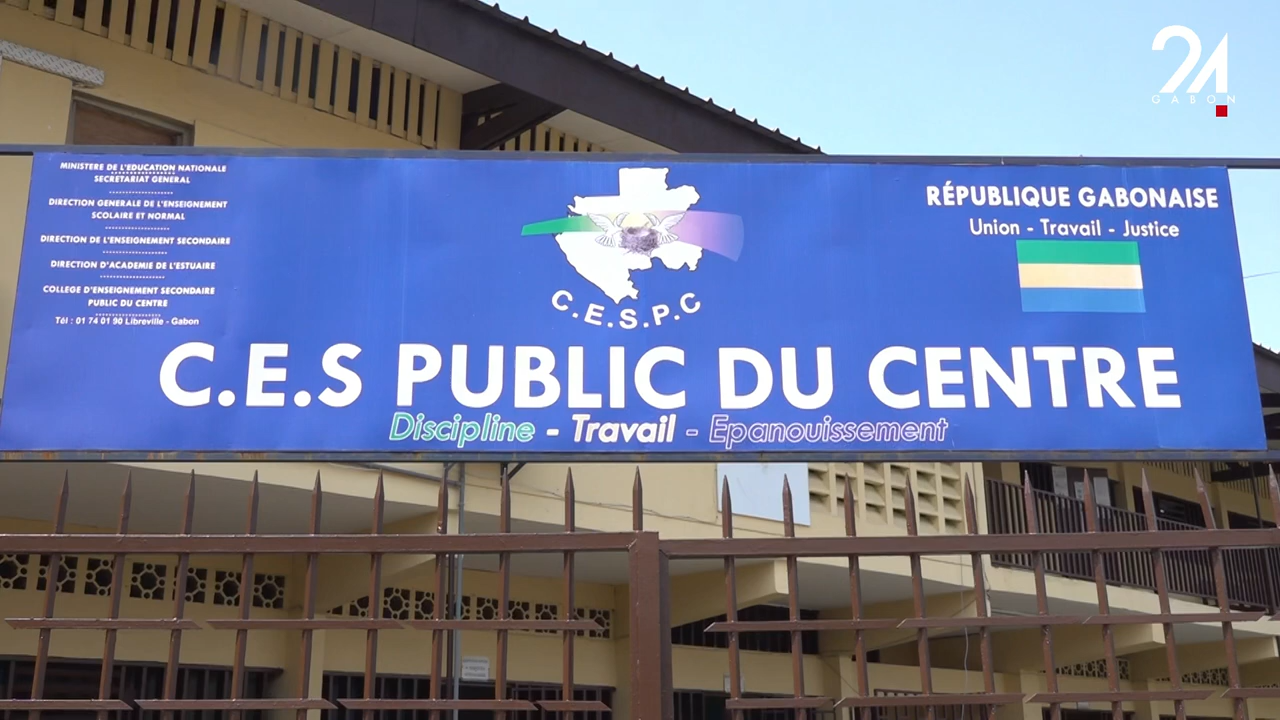 24
GABON
MINISTERE DE L'EDUCATION NATIONALE
SECRETARIAT GENERAL
DIRECTION GENERALE DE L'ENSEIGNEMENT
SCOLAIRE ET NORMAL
DIRECTION DE L'ENSEIGNEMENT SECONDAIRE
DIRECTION D'ACADEMIE DE L'ESTUAIRE
COLLEGE D'ENSEIGNEMENT SECONDAIRE
PUBLIC DU CENTRE
Tél : 01 74 01 90 Libreville - Gabon
C.E.S.P.C
RÉPUBLIQUE GABONAISE
Union - Travail - Justice
C.E.S PUBLIC DU CENTRE
Discipline - Travail - Epanouissement